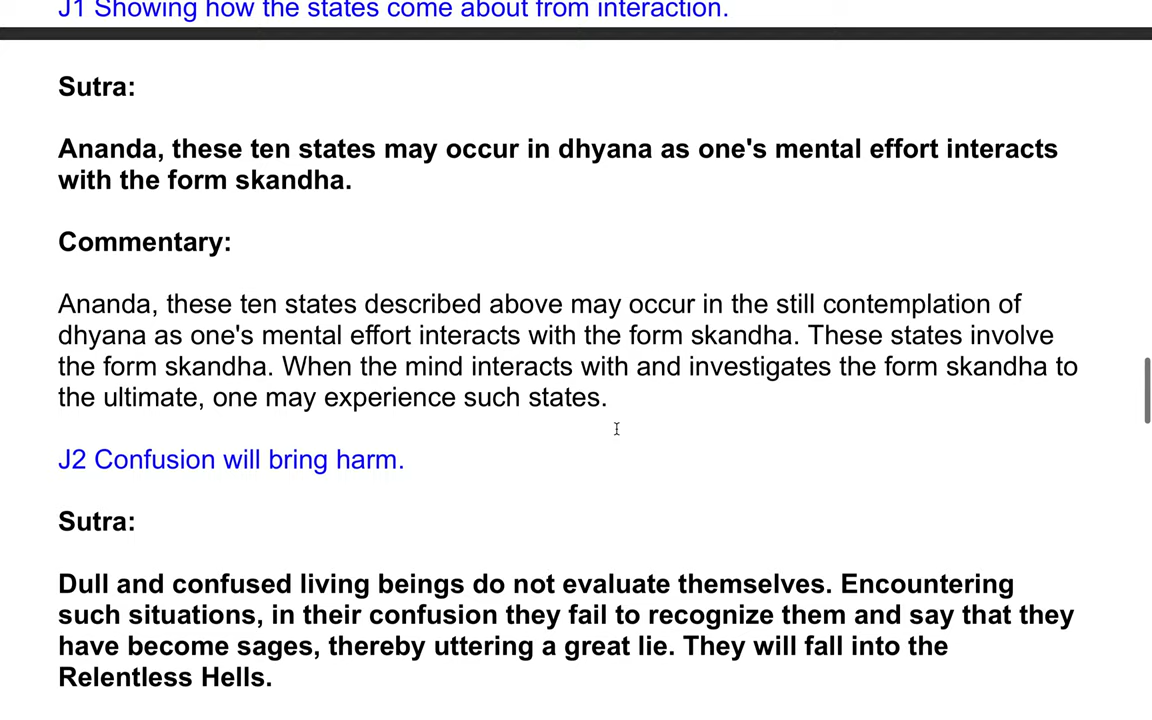 J1 Showing how the states come about from interaction.
Sutra:
Ananda, these ten states may occur in dhyana as one's mental effort interacts
with the form skandha.
Commentary:
Ananda, these ten states described above may occur in the still contemplation of
dhyana as one's mental effort interacts with the form skandha. These states involve
the form skandha. When the mind interacts with and investigates the form skandha to
the ultimate, one may experience such states.
J2 Confusion will bring harm.
Sutra:
Dull and confused living beings do not evaluate themselves. Encountering
such situations, in their confusion they fail to recognize them and say that they
have become sages, thereby uttering a great lie. They will fall into the
Relentless Hells.